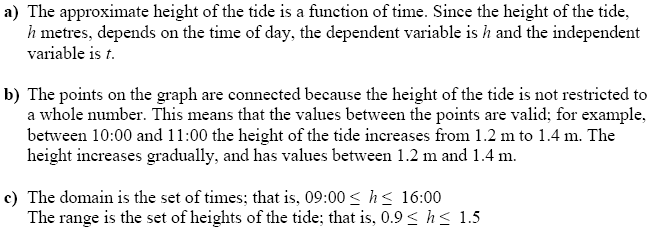 a) The approximate height of the tide is a function of time. Since the height of the tide,
h metres, depends on the time of day, the dependent variable is h and the independent
variable is t.
b) The points on the graph are connected because the height of the tide is not restricted to
a whole number. This means that the values between the points are valid; for example,
between 10:00 and 11:00 the height of the tide increases from 1.2 m to 1.4 m. The
height increases gradually, and has values between 1.2 m and 1.4 m.
c) The domain is the set of times; that is, 09:00 ≤ h ≤ 16:00
The range is the set of heights of the tide; that is, 0.9 ≤ h ≤ 1.5